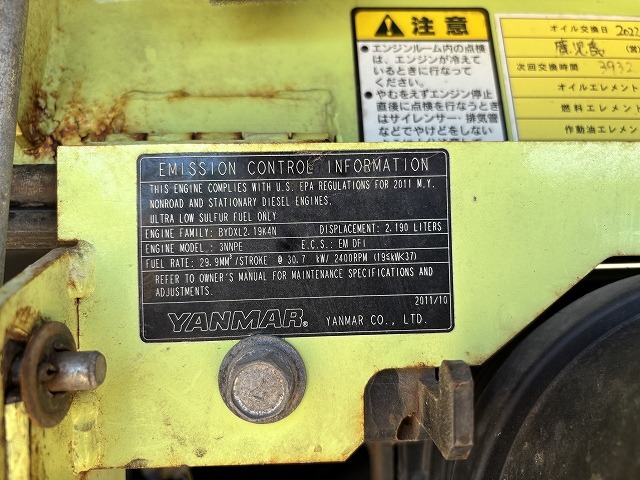 注意
●エンジンルーム内の点検
は、エンジンが冷えて
いるときに行なって
ください。
●やむをえずエンジン停止
直後に点検を行なうとき
はサイレンサー・排気管
などでやけどをしない
オイル交換日 2022
鹿児島 (営)
次回交換時間 3932
オイルエレメント
燃料エレメント
作動油エレメント
EMISSION CONTROL INFORMATION
THIS ENGINE COMPLIES WITH U.S. EPA REGULATIONS FOR 2011 M.Y.
NONROAD AND STATIONARY DIESEL ENGINES.
ULTRA LOW SULFUR FUEL ONLY
ENGINE FAMILY: BYDXL2.19K4N DISPLACEMENT: 2.190 LITERS
ENGINE MODEL : 3NNPE E.C.S.: EM DFI
FUEL RATE: 29.9MM³/STROKE @ 30.7 kW/ 2400RPM (19≤kW<37)
REFER TO OWNER'S MANUAL FOR MAINTENANCE SPECIFICATIONS AND
ADJUSTMENTS.
2011/10
YANMAR® YANMAR CO., LTD.